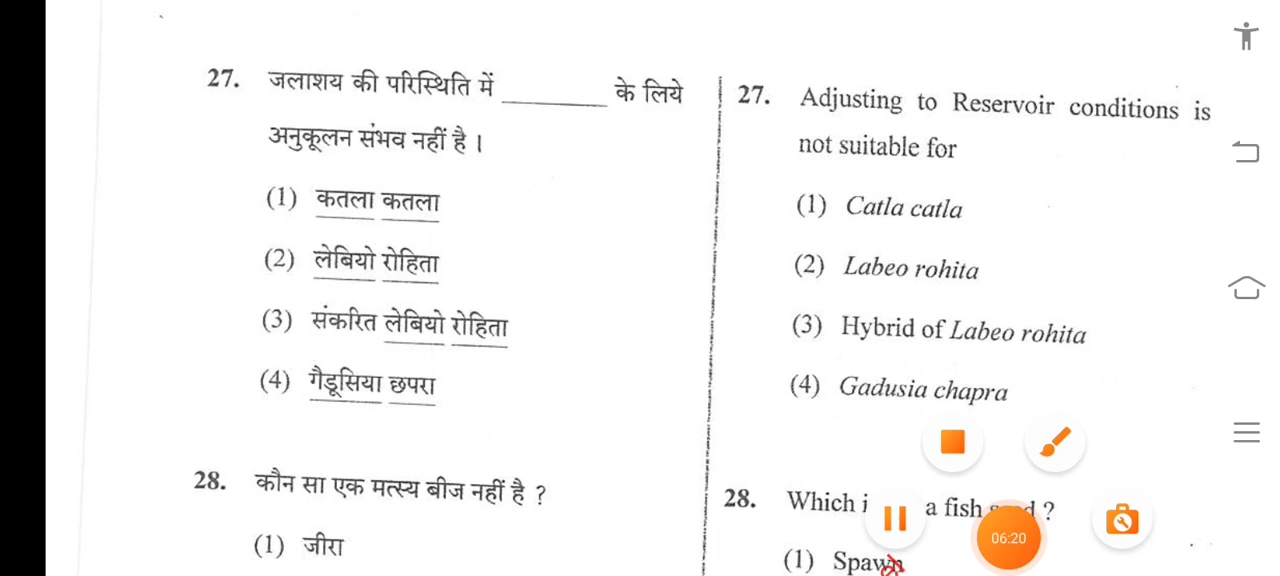 27. जलाशय की परिस्थिति में ________ के लिये
अनुकूलन संभव नहीं है ।
(1) कतला कतला
(2) लेबियो रोहिता
(3) संकरित लेबियो रोहिता
(4) गैडूसिया छपरा
28. कौन सा एक मत्स्य बीज नहीं है ?
(1) जीरा
27. Adjusting to Reservoir conditions is
not suitable for
(1) Catla catla
(2) Labeo rohita
(3) Hybrid of Labeo rohita
(4) Gadusia chapra
28. Which a fish ?
(1) Spawn
06:20